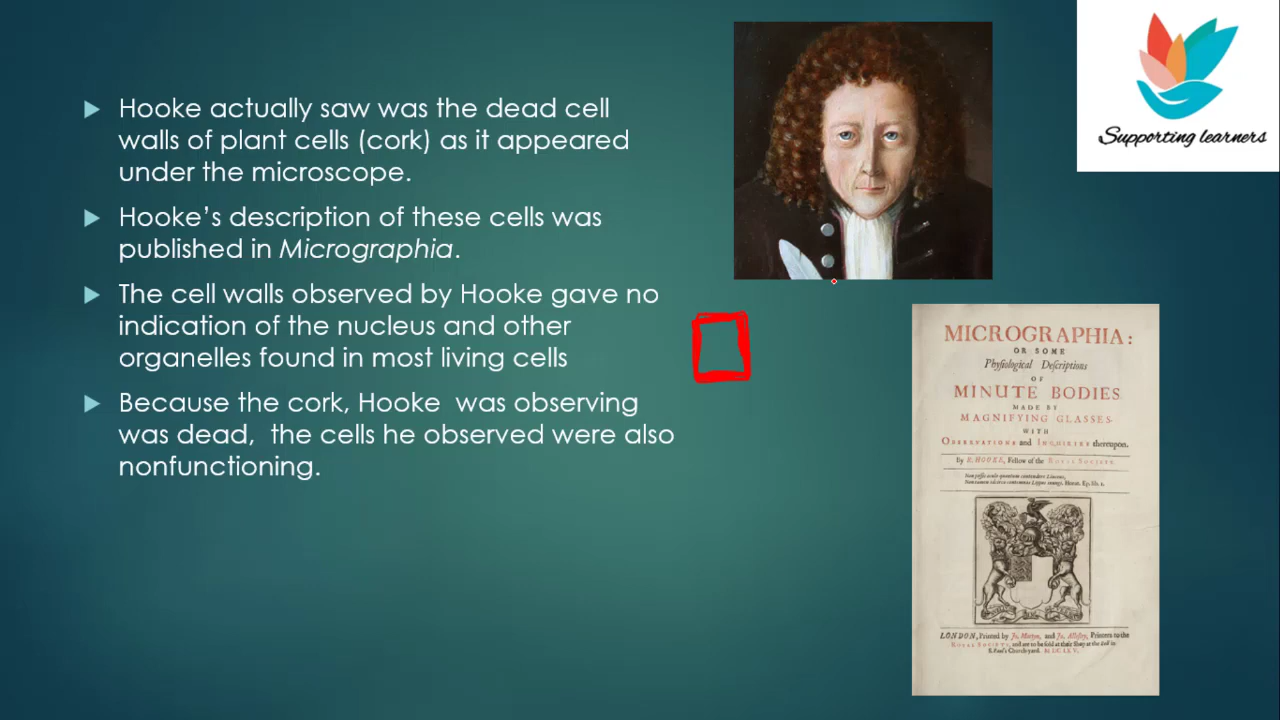 Hooke actually saw was the dead cell
walls of plant cells (cork) as it appeared
under the microscope.
Hooke’s description of these cells was
published in Micrographia.
The cell walls observed by Hooke gave no
indication of the nucleus and other
organelles found in most living cells
Because the cork, Hooke was observing
was dead, the cells he observed were also
nonfunctioning.
Supporting learners
MICROGRAPHIA:
OR SOME
Phyſiological Deſcriptions
OF
MINUTE BODIES
MADE BY
MAGNIFYING GLASSES
WITH
OBSERVATIONS and INQUIRIES thereupon.
By R. HOOKE, Fellow of the ROYAL SOCIETY.
LONDON, Printed by Jo. Martyn, and Ja. Alleſtry, Printers to the
ROYAL SOCIETY, and are to be ſold at their Shop at the Bell in
S. Paul's Church-yard. M DC LX V.